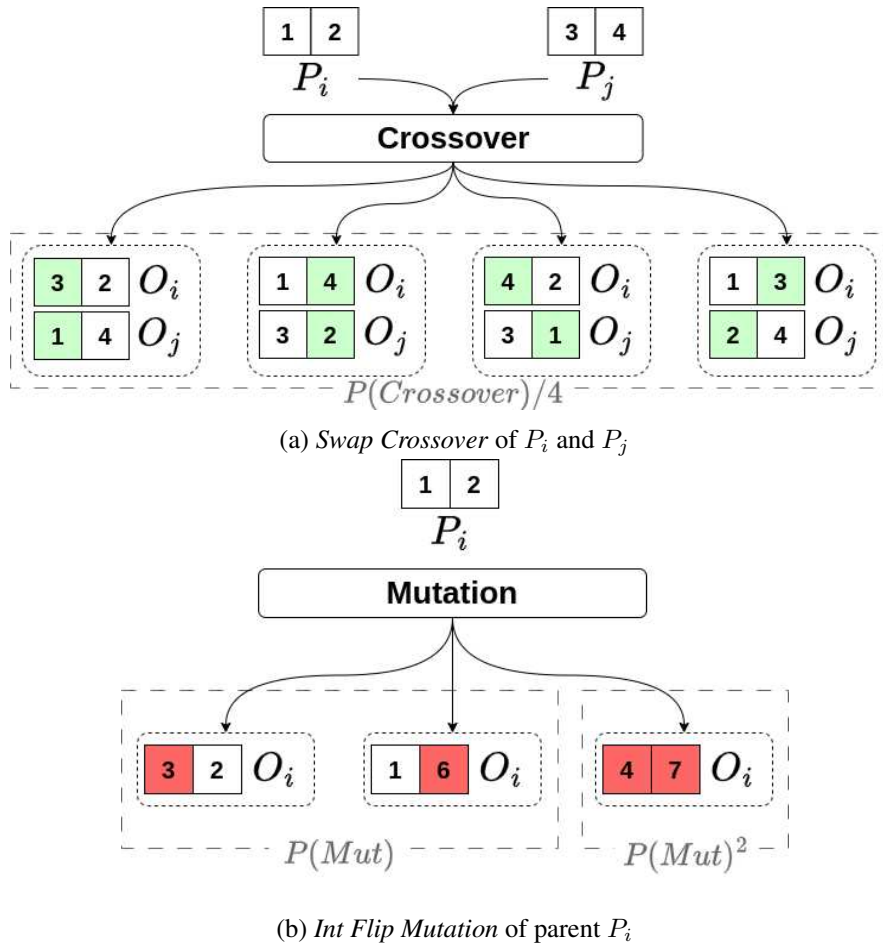 1 2 3 4
P_i P_j
Crossover
3 2 O_i 1 4 O_i 4 2 O_i 1 3 O_i
1 4 O_j 3 2 O_j 3 1 O_j 2 4 O_j
P(Crossover)/4
(a) Swap Crossover of P_i and P_j
1 2
P_i
Mutation
3 2 O_i 1 6 O_i 4 7 O_i
P(Mut) P(Mut)²
(b) Int Flip Mutation of parent P_i